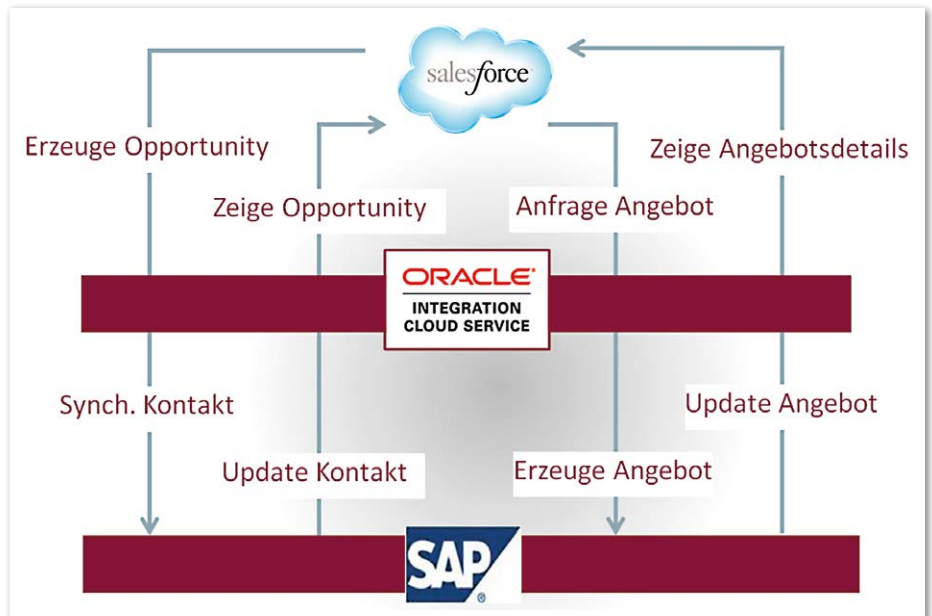 salesforce
Erzeuge Opportunity
Zeige Angebotsdetails
Zeige Opportunity
Anfrage Angebot
ORACLE®
INTEGRATION
CLOUD SERVICE
Synch. Kontakt
Update Angebot
Update Kontakt
Erzeuge Angebot
SAP®